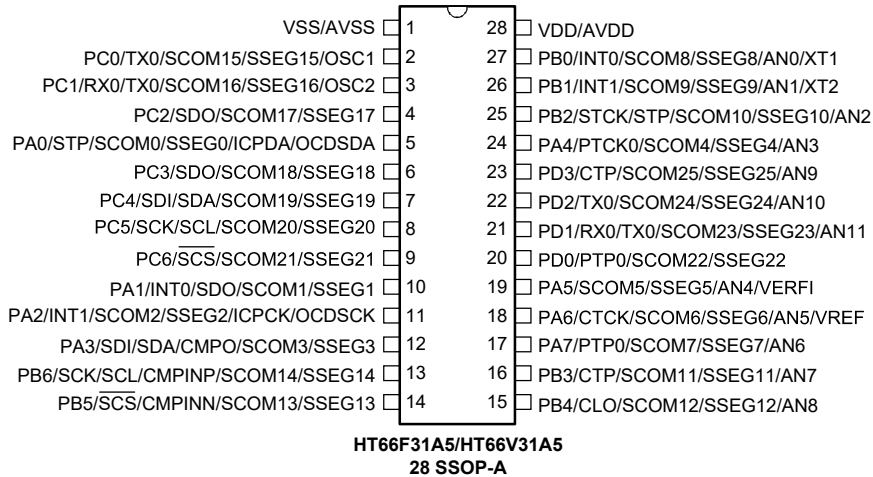 VSS/AVSS 1 28 VDD/AVDD
PC0/TX0/SCOM15/SSEG15/OSC1 2 27 PB0/INT0/SCOM8/SSEG8/AN0/XT1
PC1/RX0/TX0/SCOM16/SSEG16/OSC2 3 26 PB1/INT1/SCOM9/SSEG9/AN1/XT2
PC2/SDO/SCOM17/SSEG17 4 25 PB2/STCK/STP/SCOM10/SSEG10/AN2
PA0/STP/SCOM0/SSEG0/ICPDA/OCDSDA 5 24 PA4/PTCK0/SCOM4/SSEG4/AN3
PC3/SDO/SCOM18/SSEG18 6 23 PD3/CTP/SCOM25/SSEG25/AN9
PC4/SDI/SDA/SCOM19/SSEG19 7 22 PD2/TX0/SCOM24/SSEG24/AN10
PC5/SCK/SCL/SCOM20/SSEG20 8 21 PD1/RX0/TX0/SCOM23/SSEG23/AN11
PC6/SCS/SCOM21/SSEG21 9 20 PD0/PTP0/SCOM22/SSEG22
PA1/INT0/SDO/SCOM1/SSEG1 10 19 PA5/SCOM5/SSEG5/AN4/VERFI
PA2/INT1/SCOM2/SSEG2/ICPCK/OCDSCK 11 18 PA6/CTCK/SCOM6/SSEG6/AN5/VREF
PA3/SDI/SDA/CMPO/SCOM3/SSEG3 12 17 PA7/PTP0/SCOM7/SSEG7/AN6
PB6/SCK/SCL/CMPINP/SCOM14/SSEG14 13 16 PB3/CTP/SCOM11/SSEG11/AN7
PB5/SCS/CMPINN/SCOM13/SSEG13 14 15 PB4/CLO/SCOM12/SSEG12/AN8
HT66F31A5/HT66V31A5
28 SSOP-A